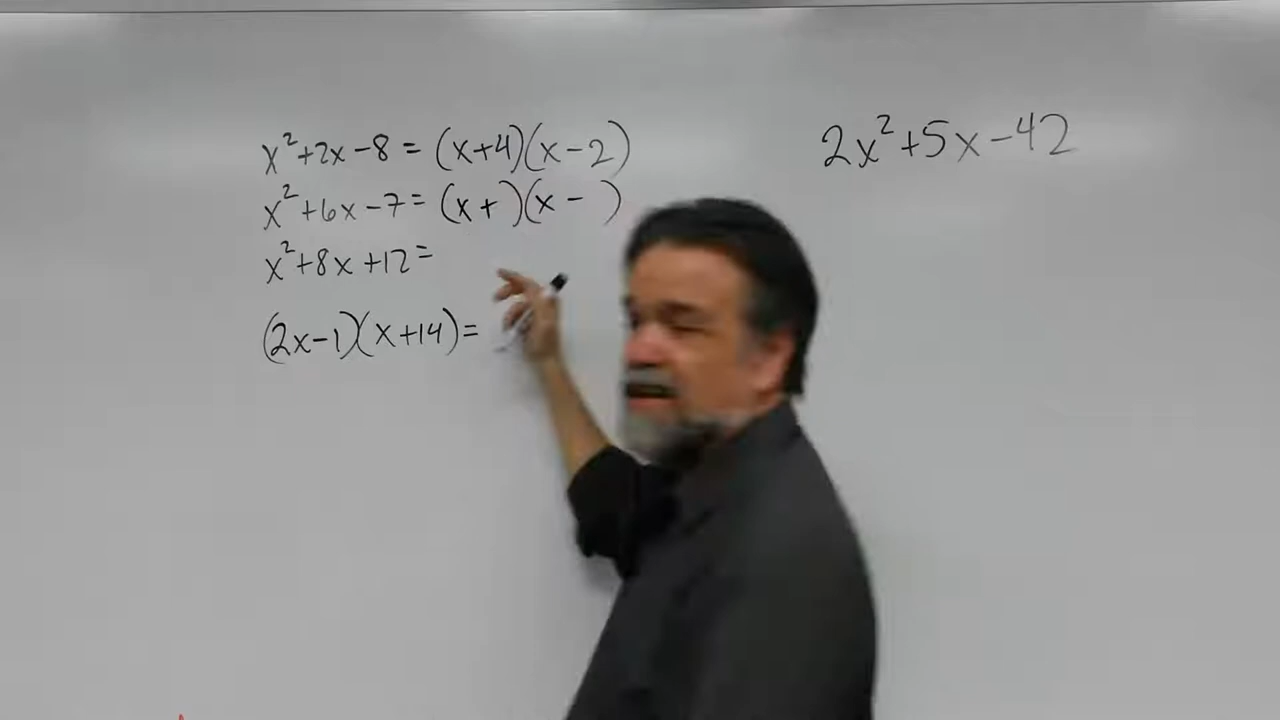 x²+2x-8=(x+4)(x-2)
x²+6x-7=(x+ )(x- )
x²+8x+12=
(2x-1)(x+14)=
2x²+5x-42